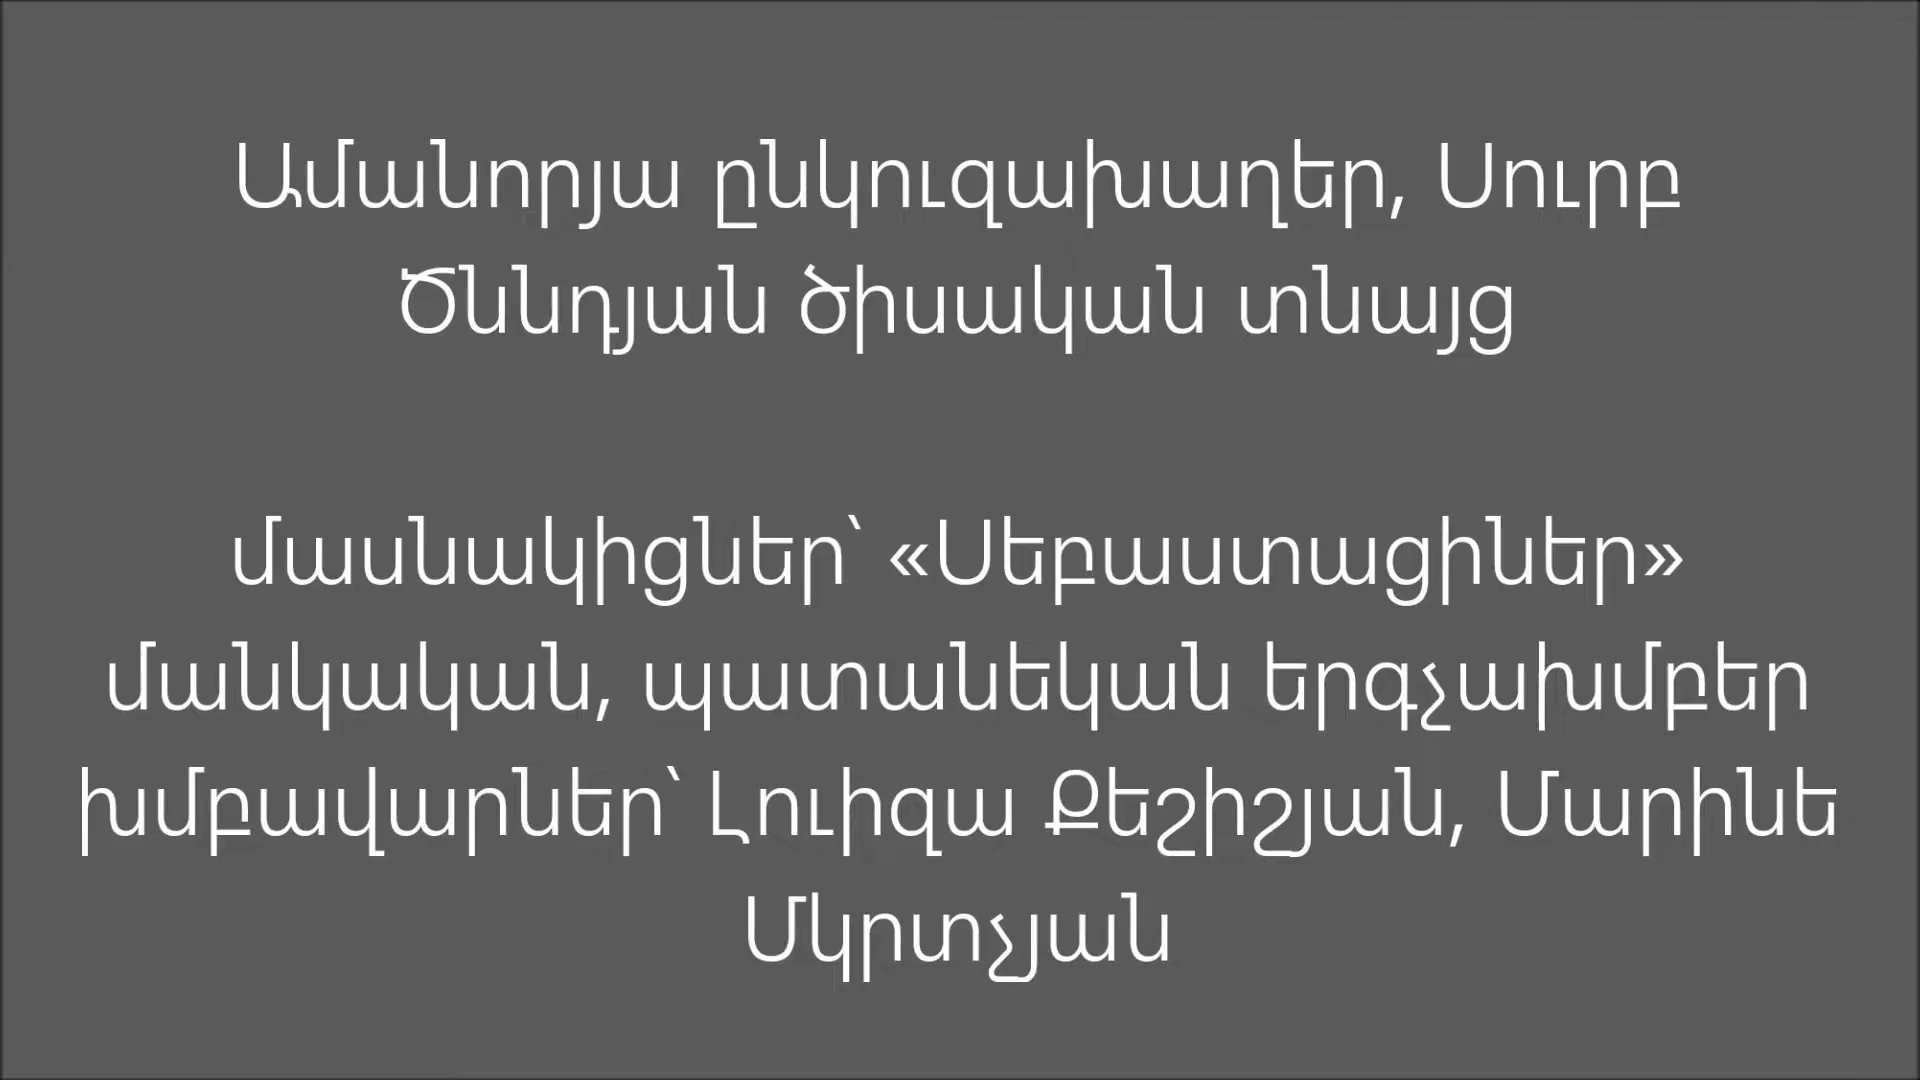 Ամանորյա ընկուզախաղեր, Սուրբ
Ծննդյան ծիսական տնայց
մասնակիցներ՝ «Սեբաստացիներ»
մանկական, պատանեկան երգչախմբեր
խմբավարներ՝ Լուիզա Քեշիշյան, Մարինե
Մկրտչյան